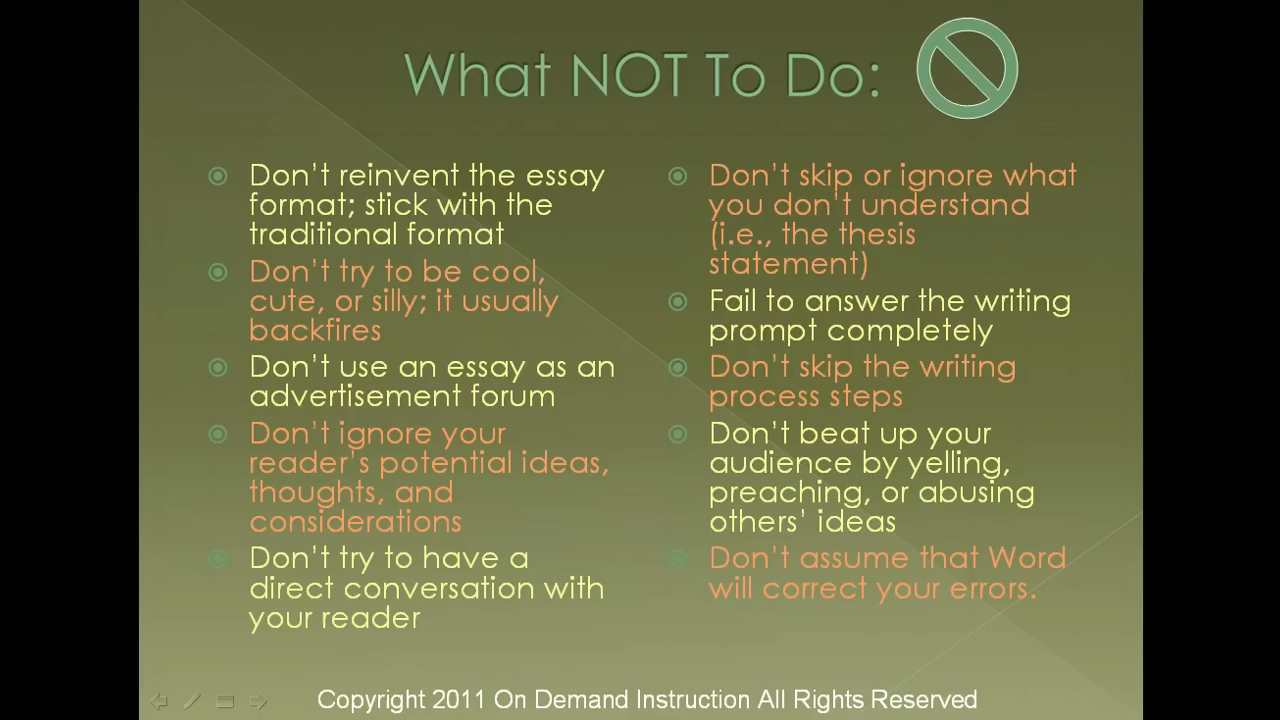 What NOT To Do:
Don't reinvent the essay
format; stick with the
traditional format
Don't try to be cool,
cute, or silly; it usually
backfires
Don't use an essay as an
advertisement forum
Don't ignore your
reader's potential ideas,
thoughts, and
considerations
Don't try to have a
direct conversation with
your reader
Don't skip or ignore what
you don't understand
(i.e., the thesis
statement)
Fail to answer the writing
prompt completely
Don't skip the writing
process steps
Don't beat up your
audience by yelling,
preaching, or abusing
others' ideas
Don't assume that Word
will correct your errors.
Copyright 2011 On Demand Instruction All Rights Reserved